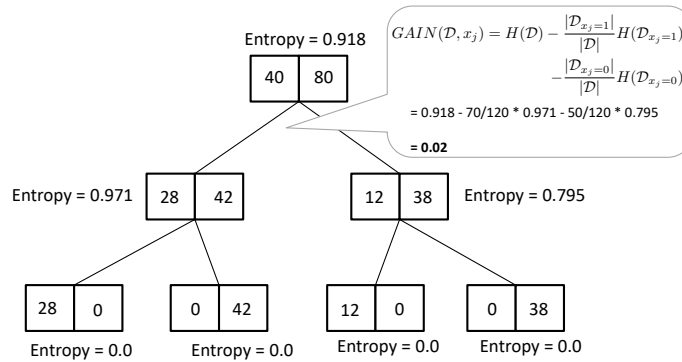 Entropy = 0.918
40 80
GAIN(𝒟, x_j) = H(𝒟) − |𝒟_{x_j=1}|/|𝒟| H(𝒟_{x_j=1})
− |𝒟_{x_j=0}|/|𝒟| H(𝒟_{x_j=0})
= 0.918 - 70/120 * 0.971 - 50/120 * 0.795
= 0.02
Entropy = 0.971
28 42
12 38
Entropy = 0.795
28 0
0 42
12 0
0 38
Entropy = 0.0
Entropy = 0.0
Entropy = 0.0
Entropy = 0.0